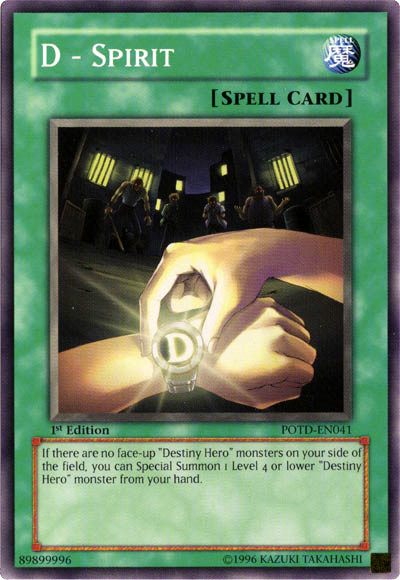 D - Spirit
魔
[Spell Card]
D
1st Edition
POTD-EN041
If there are no face-up "Destiny Hero" monsters on your side of
the field, you can Special Summon 1 Level 4 or lower "Destiny
Hero" monster from your hand.
89899996
©1996 KAZUKI TAKAHASHI